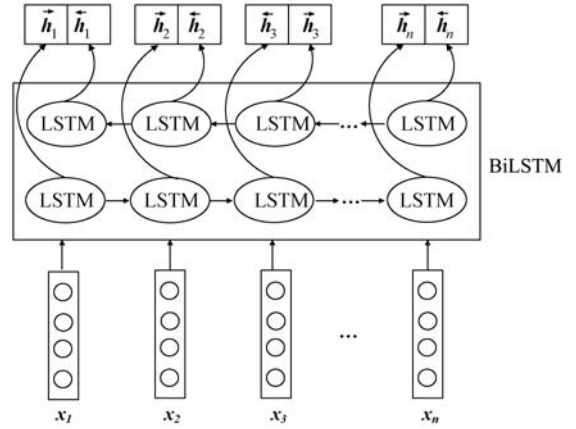 h⃗₁ h⃖₁ h⃗₂ h⃖₂ h⃖₃ h⃗₃ h⃗ₙ h⃖ₙ
LSTM LSTM LSTM ... LSTM
BiLSTM
LSTM LSTM LSTM ... LSTM
...
x₁ x₂ x₃ xₙ